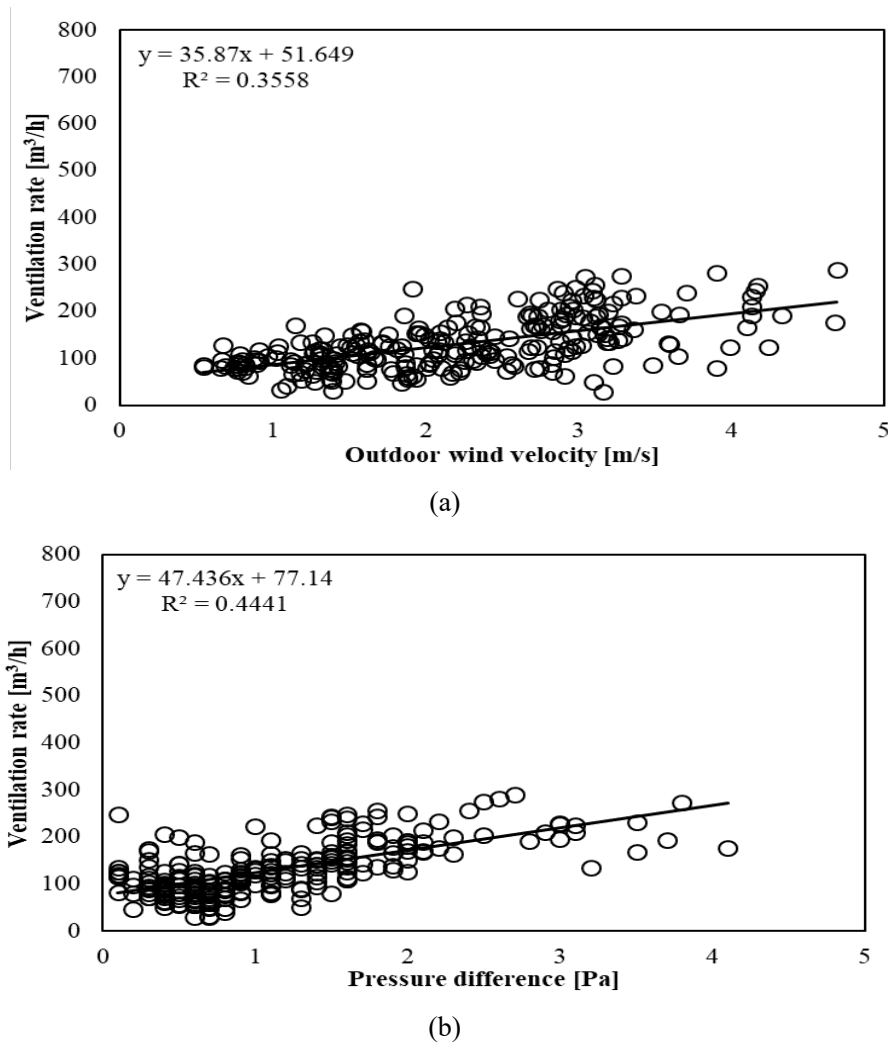 800
y = 35.87x + 51.649
R² = 0.3558
700
600
500
400
300
200
100
0
Ventilation rate [m³/h]
0 1 2 3 4 5
Outdoor wind velocity [m/s]
(a)
800
y = 47.436x + 77.14
R² = 0.4441
700
600
500
400
300
200
100
0
Ventilation rate [m³/h]
0 1 2 3 4 5
Pressure difference [Pa]
(b)